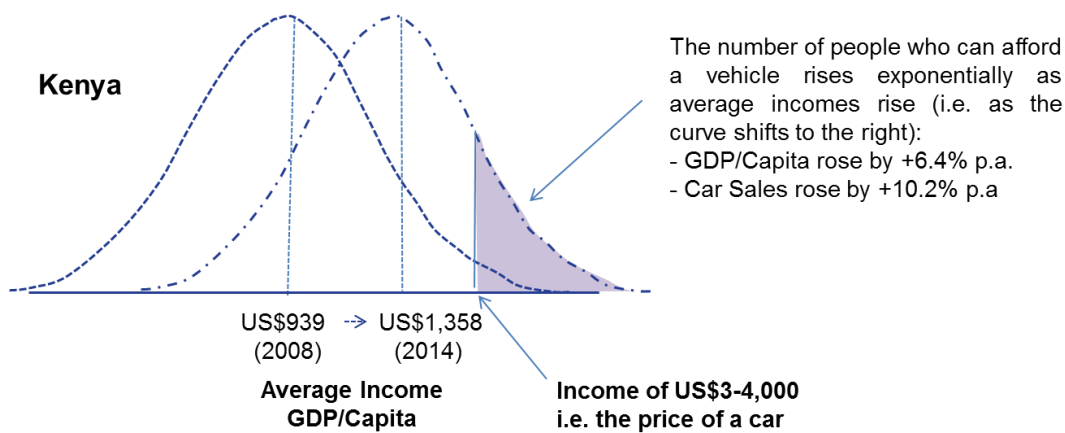 Kenya
The number of people who can afford
a vehicle rises exponentially as
average incomes rise (i.e. as the
curve shifts to the right):
- GDP/Capita rose by +6.4% p.a.
- Car Sales rose by +10.2% p.a
US$939 US$1,358
(2008) (2014)
Average Income
GDP/Capita
Income of US$3-4,000
i.e. the price of a car